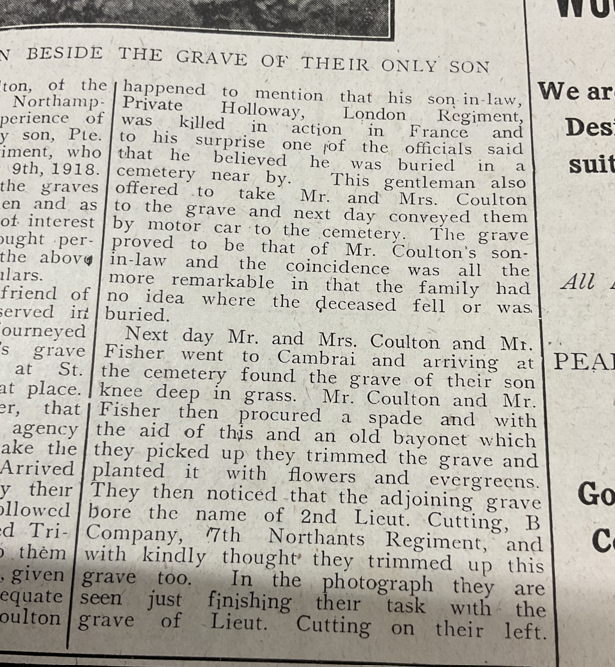 N BESIDE THE GRAVE OF THEIR ONLY SON
lton, of the
Northamp-
perience of
y son, Pte.
iment, who
9th, 1918.
the graves
en and as
of interest
ought per-
the above
lars.
friend of
served in
ourneyed
's grave
at St.
at place.
er, that
agency
ake the
Arrived
y their
ollowed
ed Tri-
them
, given
equate
oulton
happened to mention that his son-in-law,
Private Holloway, London Regiment,
was killed in action in France and
to his surprise one of the officials said
that he believed he was buried in a
cemetery near by. This gentleman also
offered to take Mr. and Mrs. Coulton
to the grave and next day conveyed them
by motor car to the cemetery. The grave
proved to be that of Mr. Coulton's son-
in-law and the coincidence was all the
more remarkable in that the family had
no idea where the deceased fell or was
buried.
Next day Mr. and Mrs. Coulton and Mr.
Fisher went to Cambrai and arriving at
the cemetery found the grave of their son
knee deep in grass. Mr. Coulton and Mr.
Fisher then procured a spade and with
the aid of this and an old bayonet which
they picked up they trimmed the grave and
planted it with flowers and evergreens.
They then noticed that the adjoining grave
bore the name of 2nd Lieut. Cutting, B
Company, 7th Northants Regiment, and
with kindly thought they trimmed up this
grave too. In the photograph they are
seen just finishing their task with the
grave of Lieut. Cutting on their left.
We ar
Desi
suit
All
PEAR
Go
Co